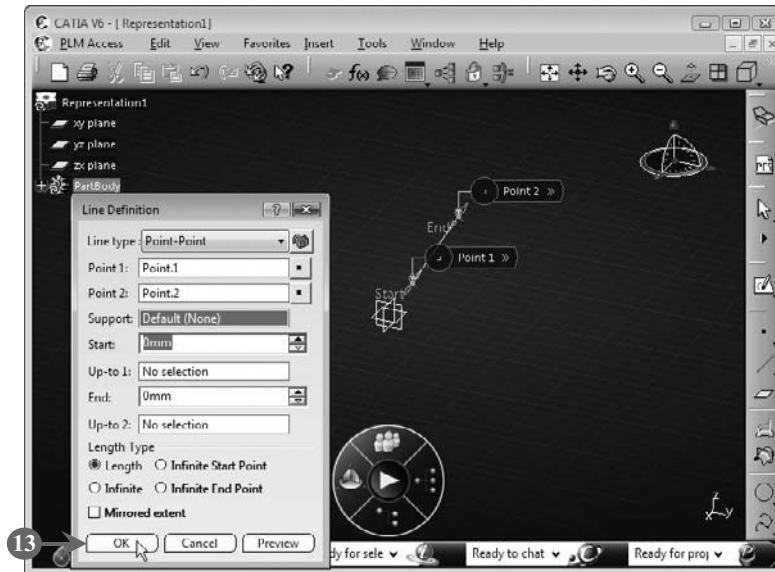 CATIA V6 - [ Representation1]
PLM Access Edit View Favorites Insert Tools Window Help
Representation1
xy plane
yz plane
zx plane
PartBody
Line Definition
Line type : Point-Point
Point 1: Point.1
Point 2: Point.2
Support: Default (None)
Start: 0mm
Up-to 1: No selection
End: 0mm
Up-to 2: No selection
Length Type
Length Infinite Start Point
Infinite Infinite End Point
Mirrored extent
OK Cancel Preview
13
Point 2 »
End
Point 1 »
Start
z
x y
dy for sele Ready to chat Ready for proj